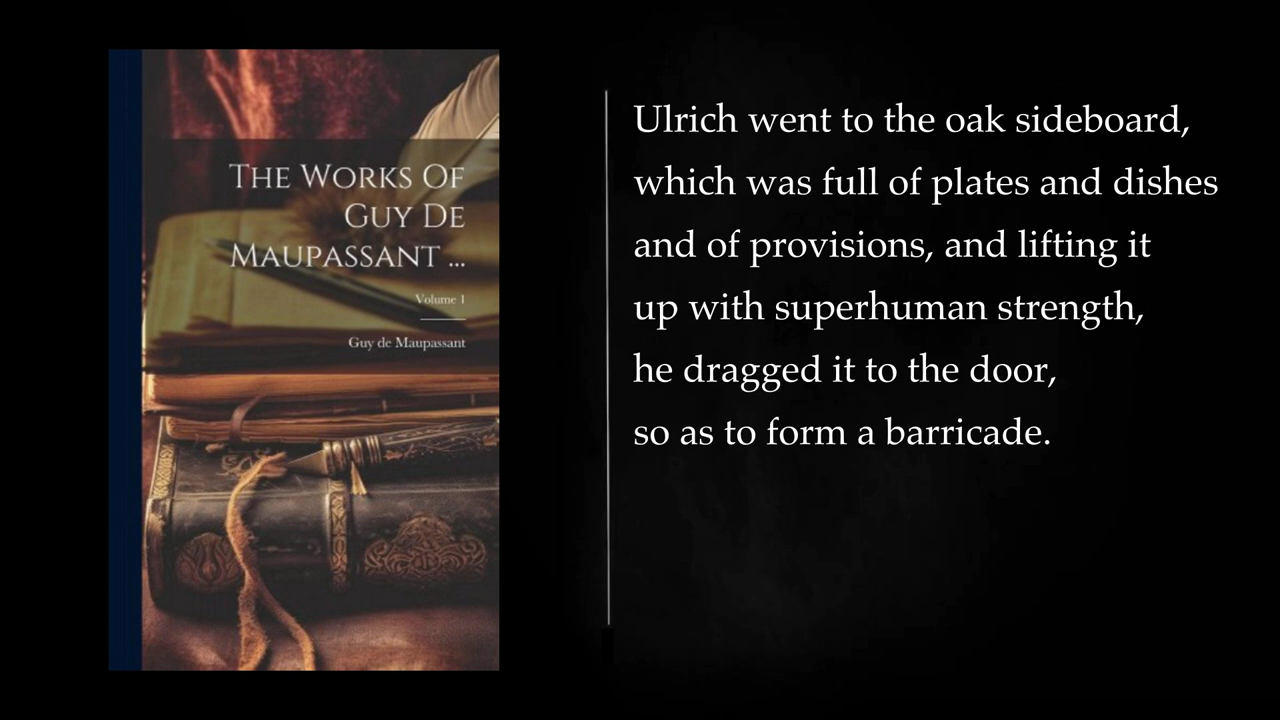 The Works Of
Guy De
Maupassant ...
Volume 1
Guy de Maupassant
Ulrich went to the oak sideboard,
which was full of plates and dishes
and of provisions, and lifting it
up with superhuman strength,
he dragged it to the door,
so as to form a barricade.